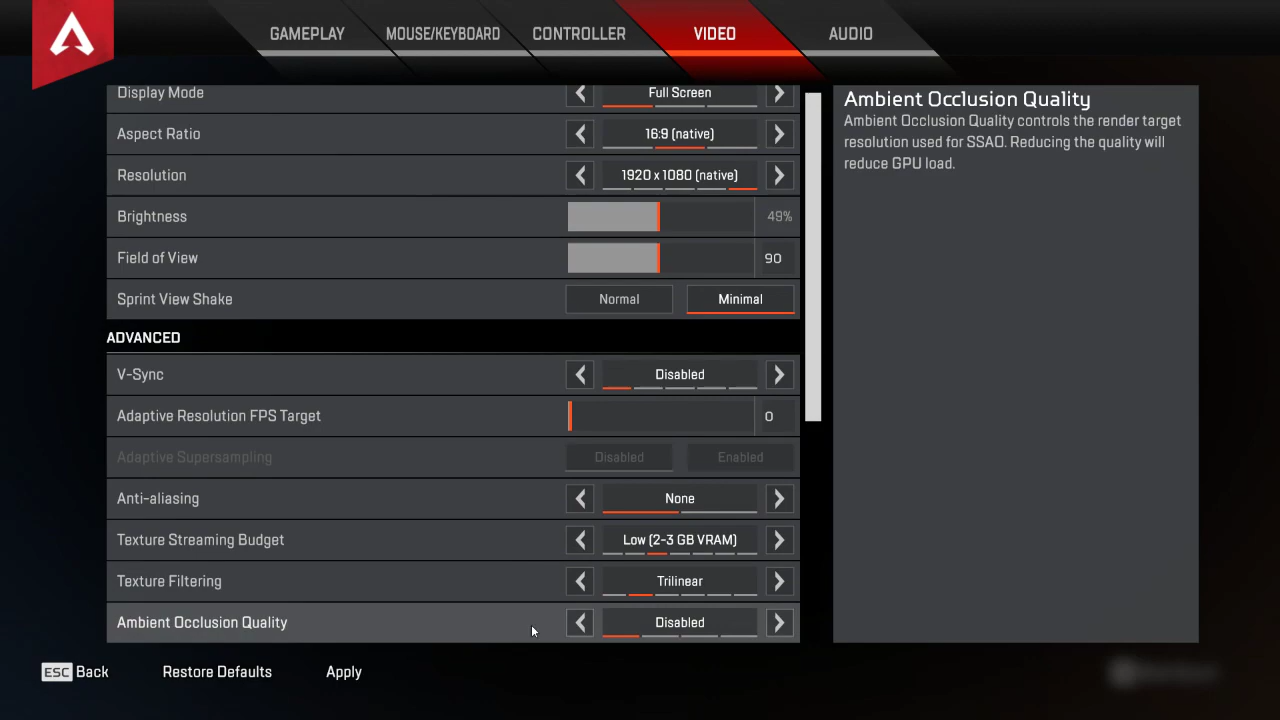 GAMEPLAY
MOUSE/KEYBOARD
CONTROLLER
VIDEO
AUDIO
Display Mode
Full Screen
Aspect Ratio
16:9 (native)
Resolution
1920 x 1080 (native)
Brightness
49%
Field of View
90
Sprint View Shake
Normal
Minimal
ADVANCED
V-Sync
Disabled
Adaptive Resolution FPS Target
0
Adaptive Supersampling
Disabled
Enabled
Anti-aliasing
None
Texture Streaming Budget
Low (2-3 GB VRAM)
Texture Filtering
Trilinear
Ambient Occlusion Quality
Disabled
Ambient Occlusion Quality
Ambient Occlusion Quality controls the render target
resolution used for SSAO. Reducing the quality will
reduce GPU load.
ESC Back
Restore Defaults
Apply